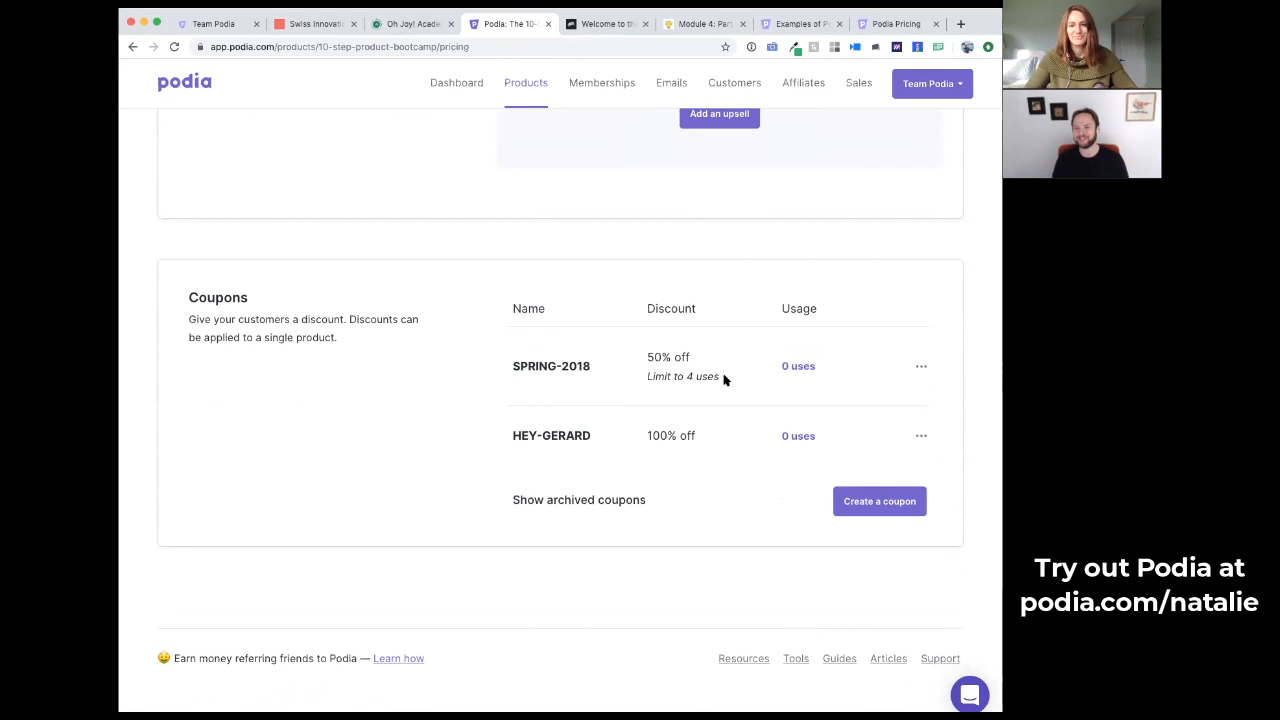 Team Podia
Swiss Innovati
Oh Joy! Acade
Podia: The 10-
Welcome to th
Module 4: Part
Examples of Po
Podia Pricing
app.podia.com/products/10-step-product-bootcamp/pricing
podia
Dashboard
Products
Memberships
Emails
Customers
Affiliates
Sales
Team Podia
Add an upsell
Coupons
Give your customers a discount. Discounts can
be applied to a single product.
Name
Discount
Usage
SPRING-2018
50% off
Limit to 4 uses
0 uses
HEY-GERARD
100% off
0 uses
Show archived coupons
Create a coupon
Earn money referring friends to Podia — Learn how
Resources
Tools
Guides
Articles
Support
Try out Podia at
podia.com/natalie